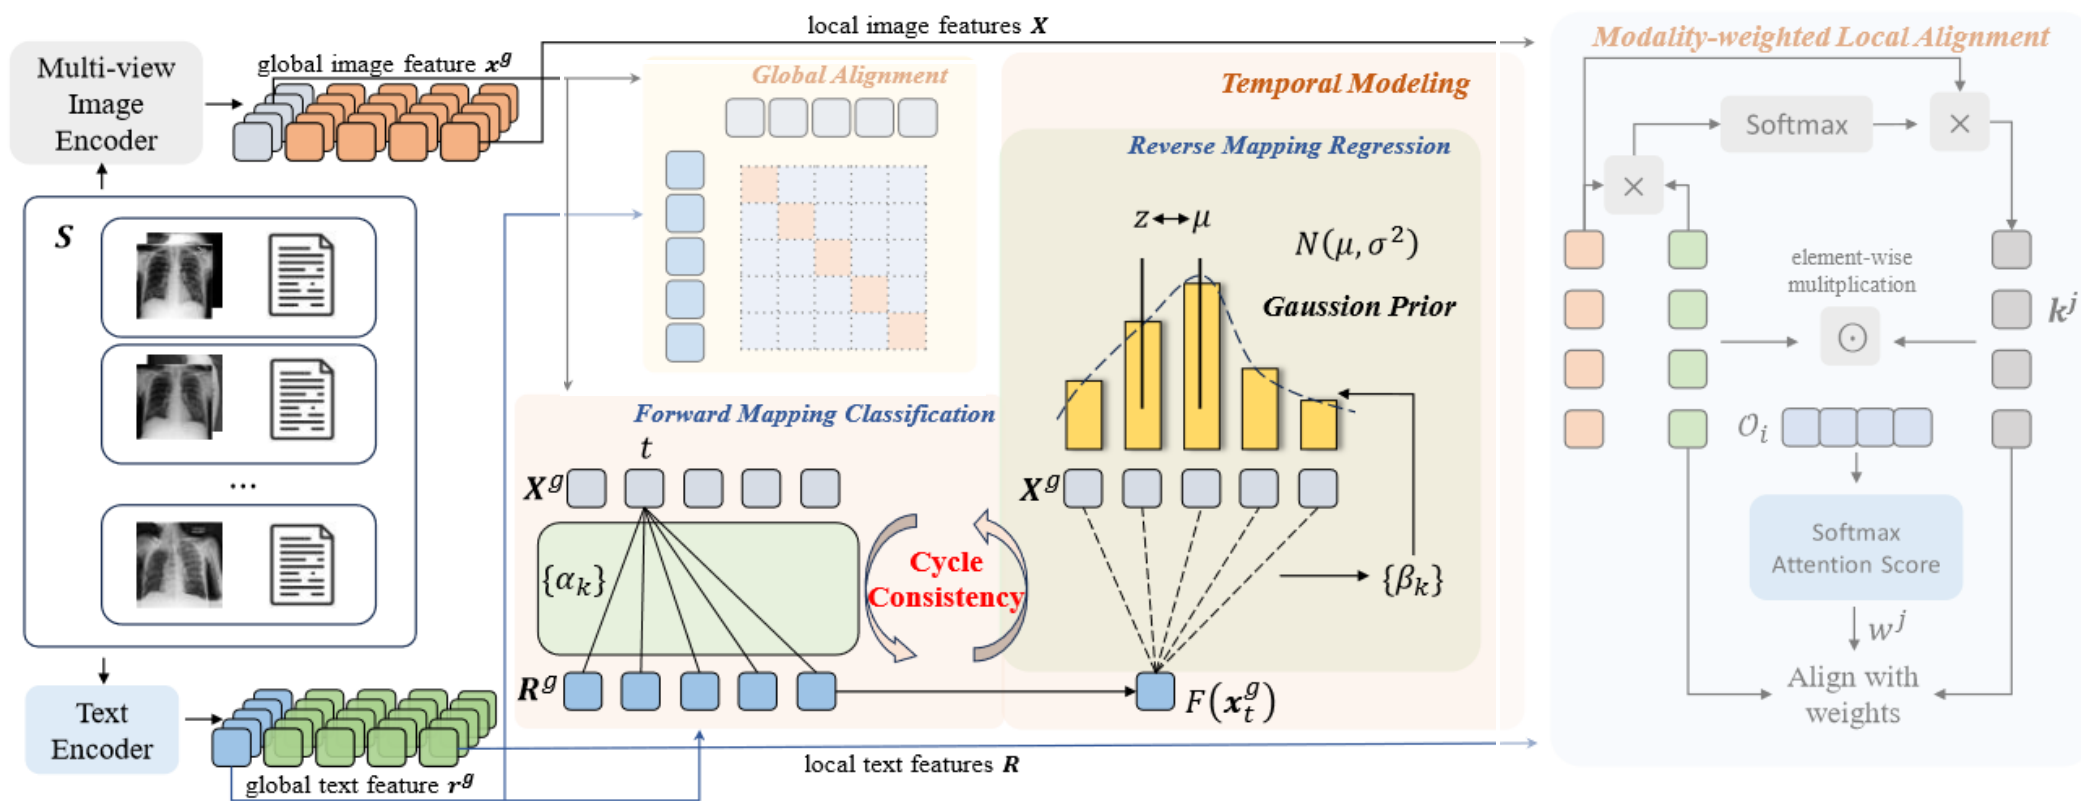 Multi-view
Image
Encoder
global image feature x^g
local image features X
S
...
Text
Encoder
global text feature r^g
local text features R
Global Alignment
Temporal Modeling
Reverse Mapping Regression
z ↔ μ
N(μ, σ²)
Gaussion Prior
Forward Mapping Classification
t
X^g
{α_k}
R^g
Cycle
Consistency
X^g
{β_k}
F(x_t^g)
Modality-weighted Local Alignment
Softmax
×
×
element-wise
mulitplication
⊙
k^j
O_i
Softmax
Attention Score
w^j
Align with
weights